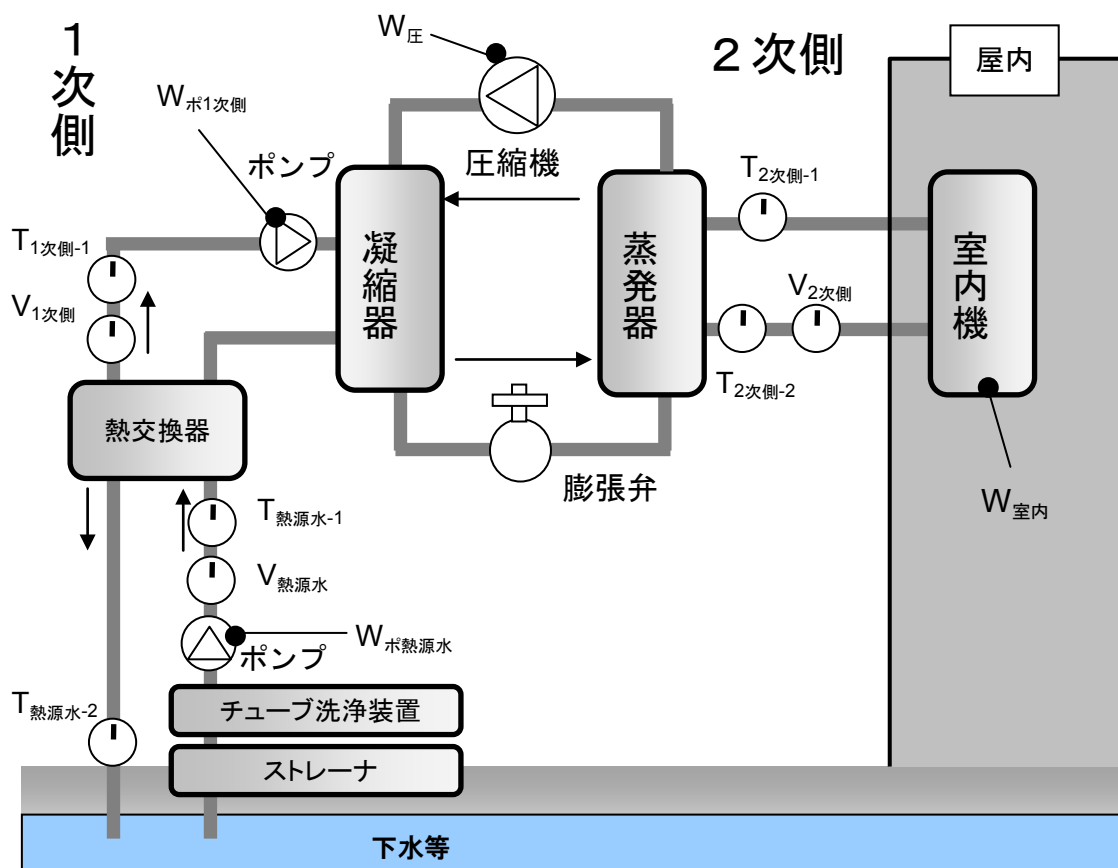 1次側
W圧
2次側
屋内
Wポ1次側
ポンプ
圧縮機
T2次側-1
T1次側-1
凝縮器
蒸発器
室内機
V1次側
V2次側
T2次側-2
熱交換器
膨張弁
T熱源水-1
W室内
V熱源水
Wポ熱源水
ポンプ
T熱源水-2
チューブ洗浄装置
ストレーナ
下水等